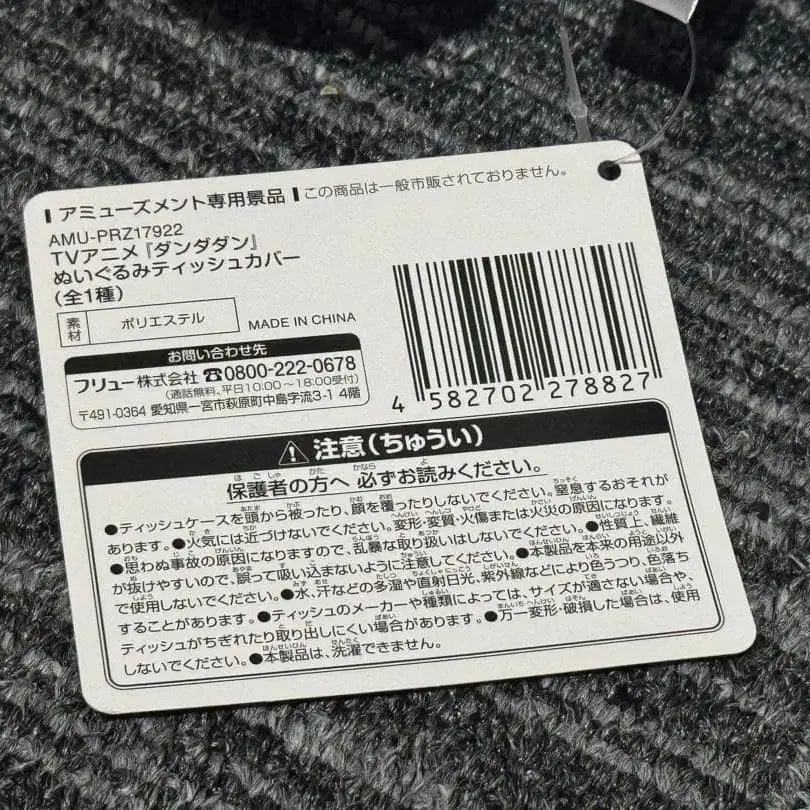 アミューズメント専用景品 この商品は一般市販されておりません。
AMU-PRZ17922
TVアニメ『ダンダダン』
ぬいぐるみティッシュカバー
(全1種)
素材 ポリエステル MADE IN CHINA
お問い合わせ先
フリュー株式会社 ☎0800-222-0678
(通話無料、平日10:00~18:00受付)
〒491-0364 愛知県一宮市萩原町中島字流3-1 4階
4 582702 278827
⚠注意(ちゅうい)
保護者の方へ 必ずお読みください。
●ティッシュケースを頭から被ったり、顔を覆ったりしないでください。窒息するおそれが
あります。●火気には近づけないでください。変形・変質・火傷または火災の原因になります。
●思わぬ事故の原因になりますので、乱暴な取り扱いはしないでください。●性質上、繊維
が抜けやすいので、誤って吸い込まないように注意してください。●本製品を本来の用途以外
で使用しないでください。●水、汗などの多湿や直射日光、紫外線などにより色うつり、色落ち
することがあります。●ティッシュのメーカーや種類によっては、サイズが適さない場合や、
ティッシュがちぎれたり取り出しにくい場合があります。●万一変形・破損した場合は、使用
しないでください。●本製品は、洗濯できません。